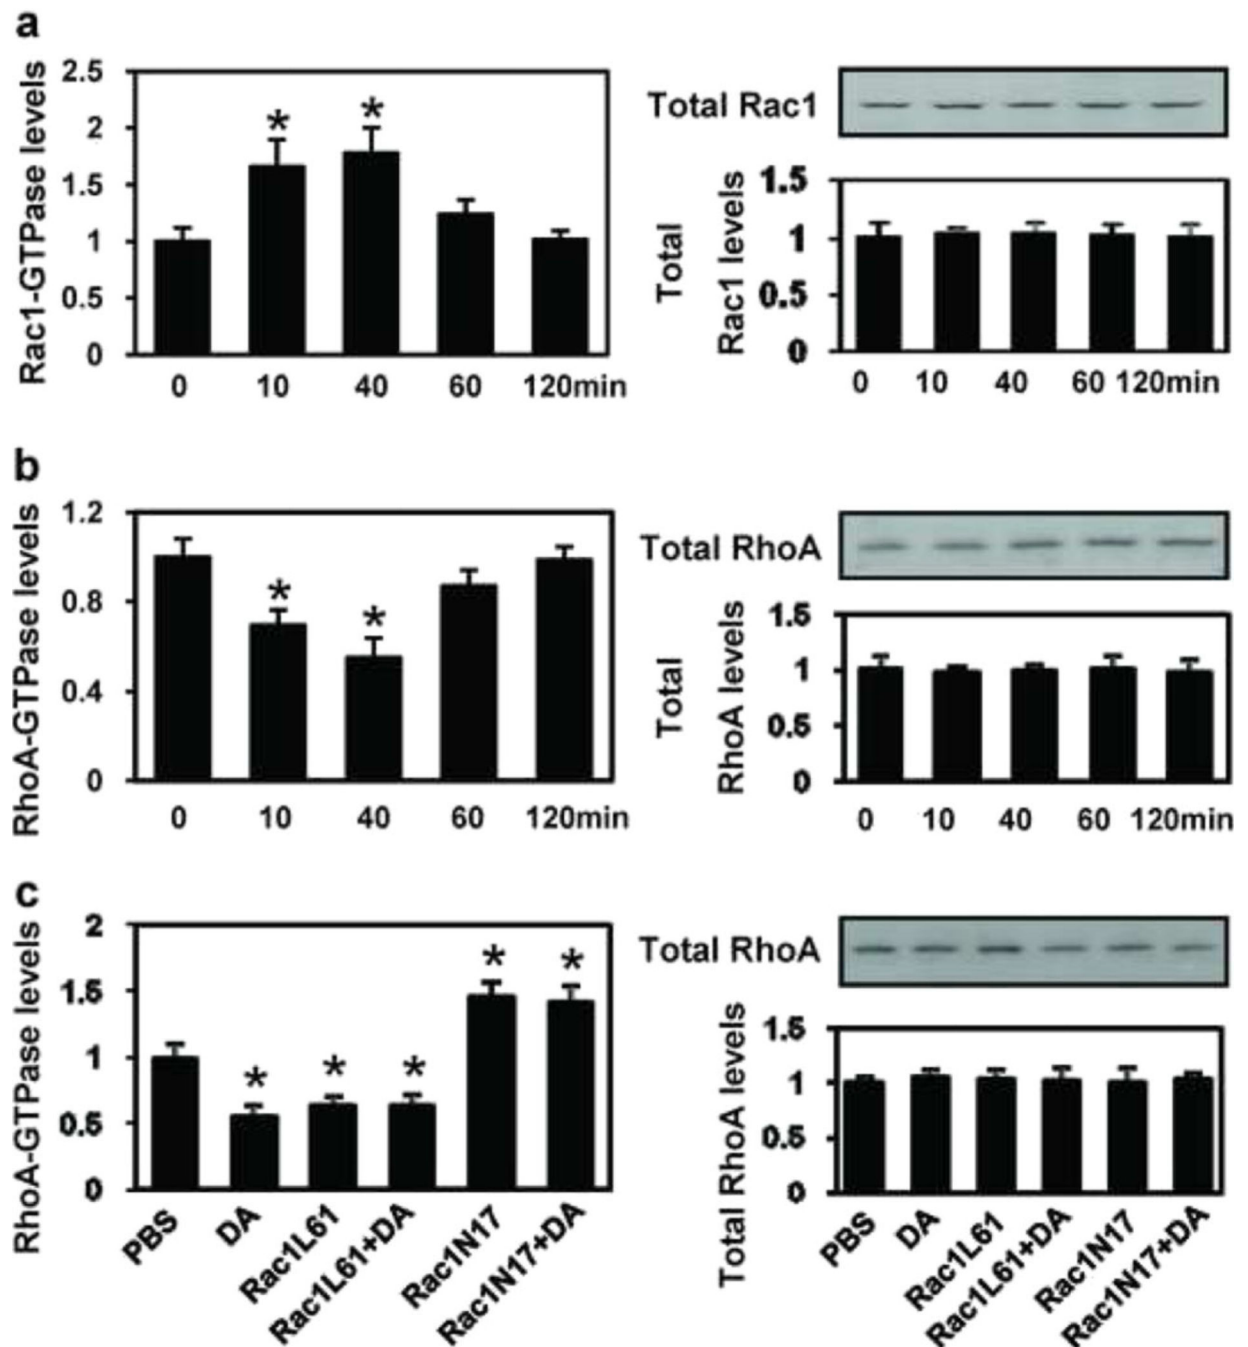 a
Rac1-GTPase levels
2.5
2
1.5
1
0.5
0
* *
0 10 40 60 120min
Total Rac1
Total
Rac1 levels
1.5
1
0.5
0
0 10 40 60 120min
b
RhoA-GTPase levels
1.2
0.8
0.4
0
* *
0 10 40 60 120min
Total RhoA
Total
RhoA levels
1.5
1
0.5
0
0 10 40 60 120min
c
RhoA-GTPase levels
2
1.5
1
0.5
0
* * * * *
PBS
DA
Rac1L61
Rac1L61+DA
Rac1N17
Rac1N17+DA
Total RhoA
Total RhoA levels
1.5
1
0.5
0
PBS
DA
Rac1L61
Rac1L61+DA
Rac1N17
Rac1N17+DA